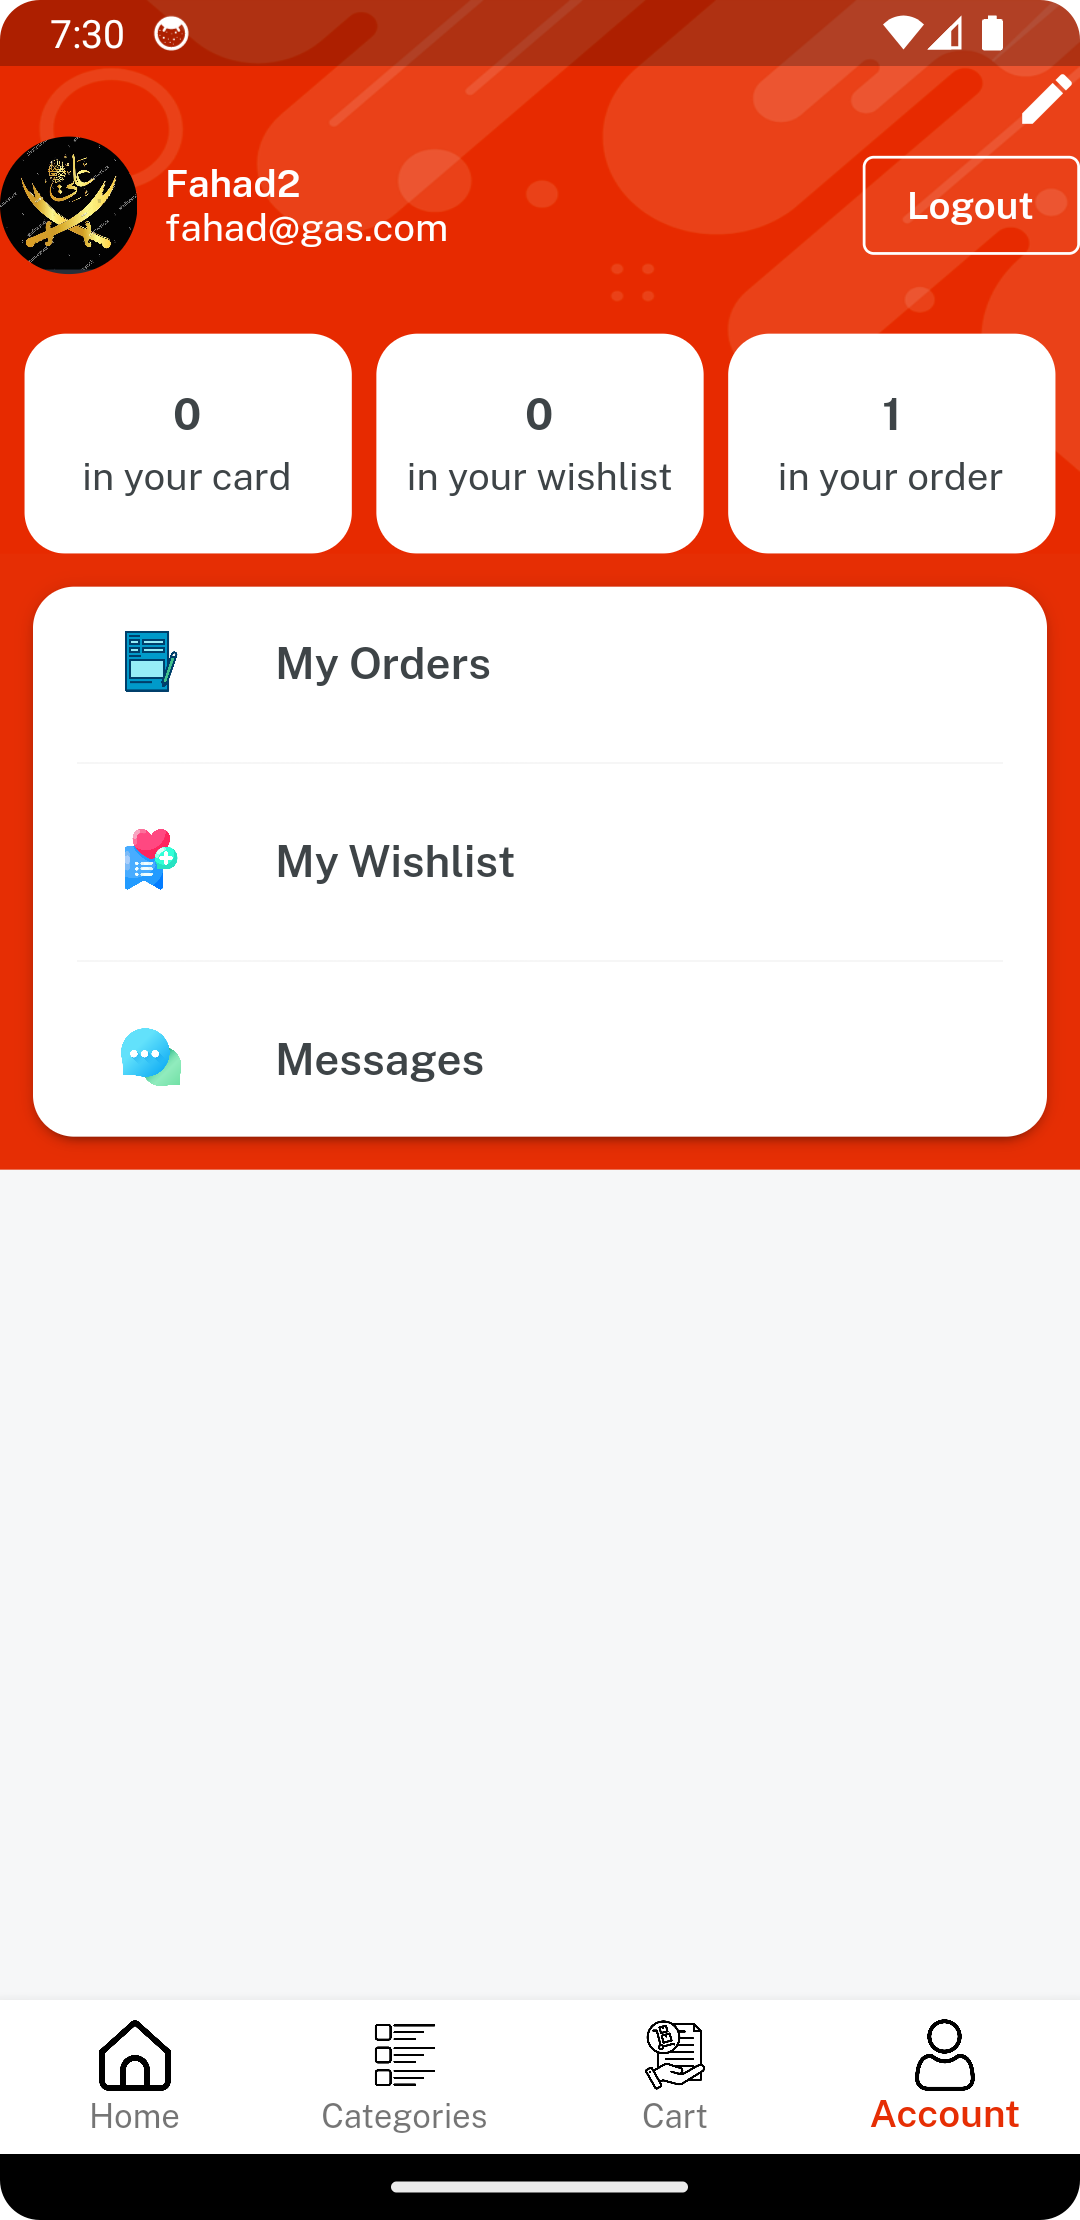 7:30
علي
Fahad2
fahad@gas.com
Logout
0
in your card
0
in your wishlist
1
in your order
My Orders
My Wishlist
Messages
Home
Categories
Cart
Account